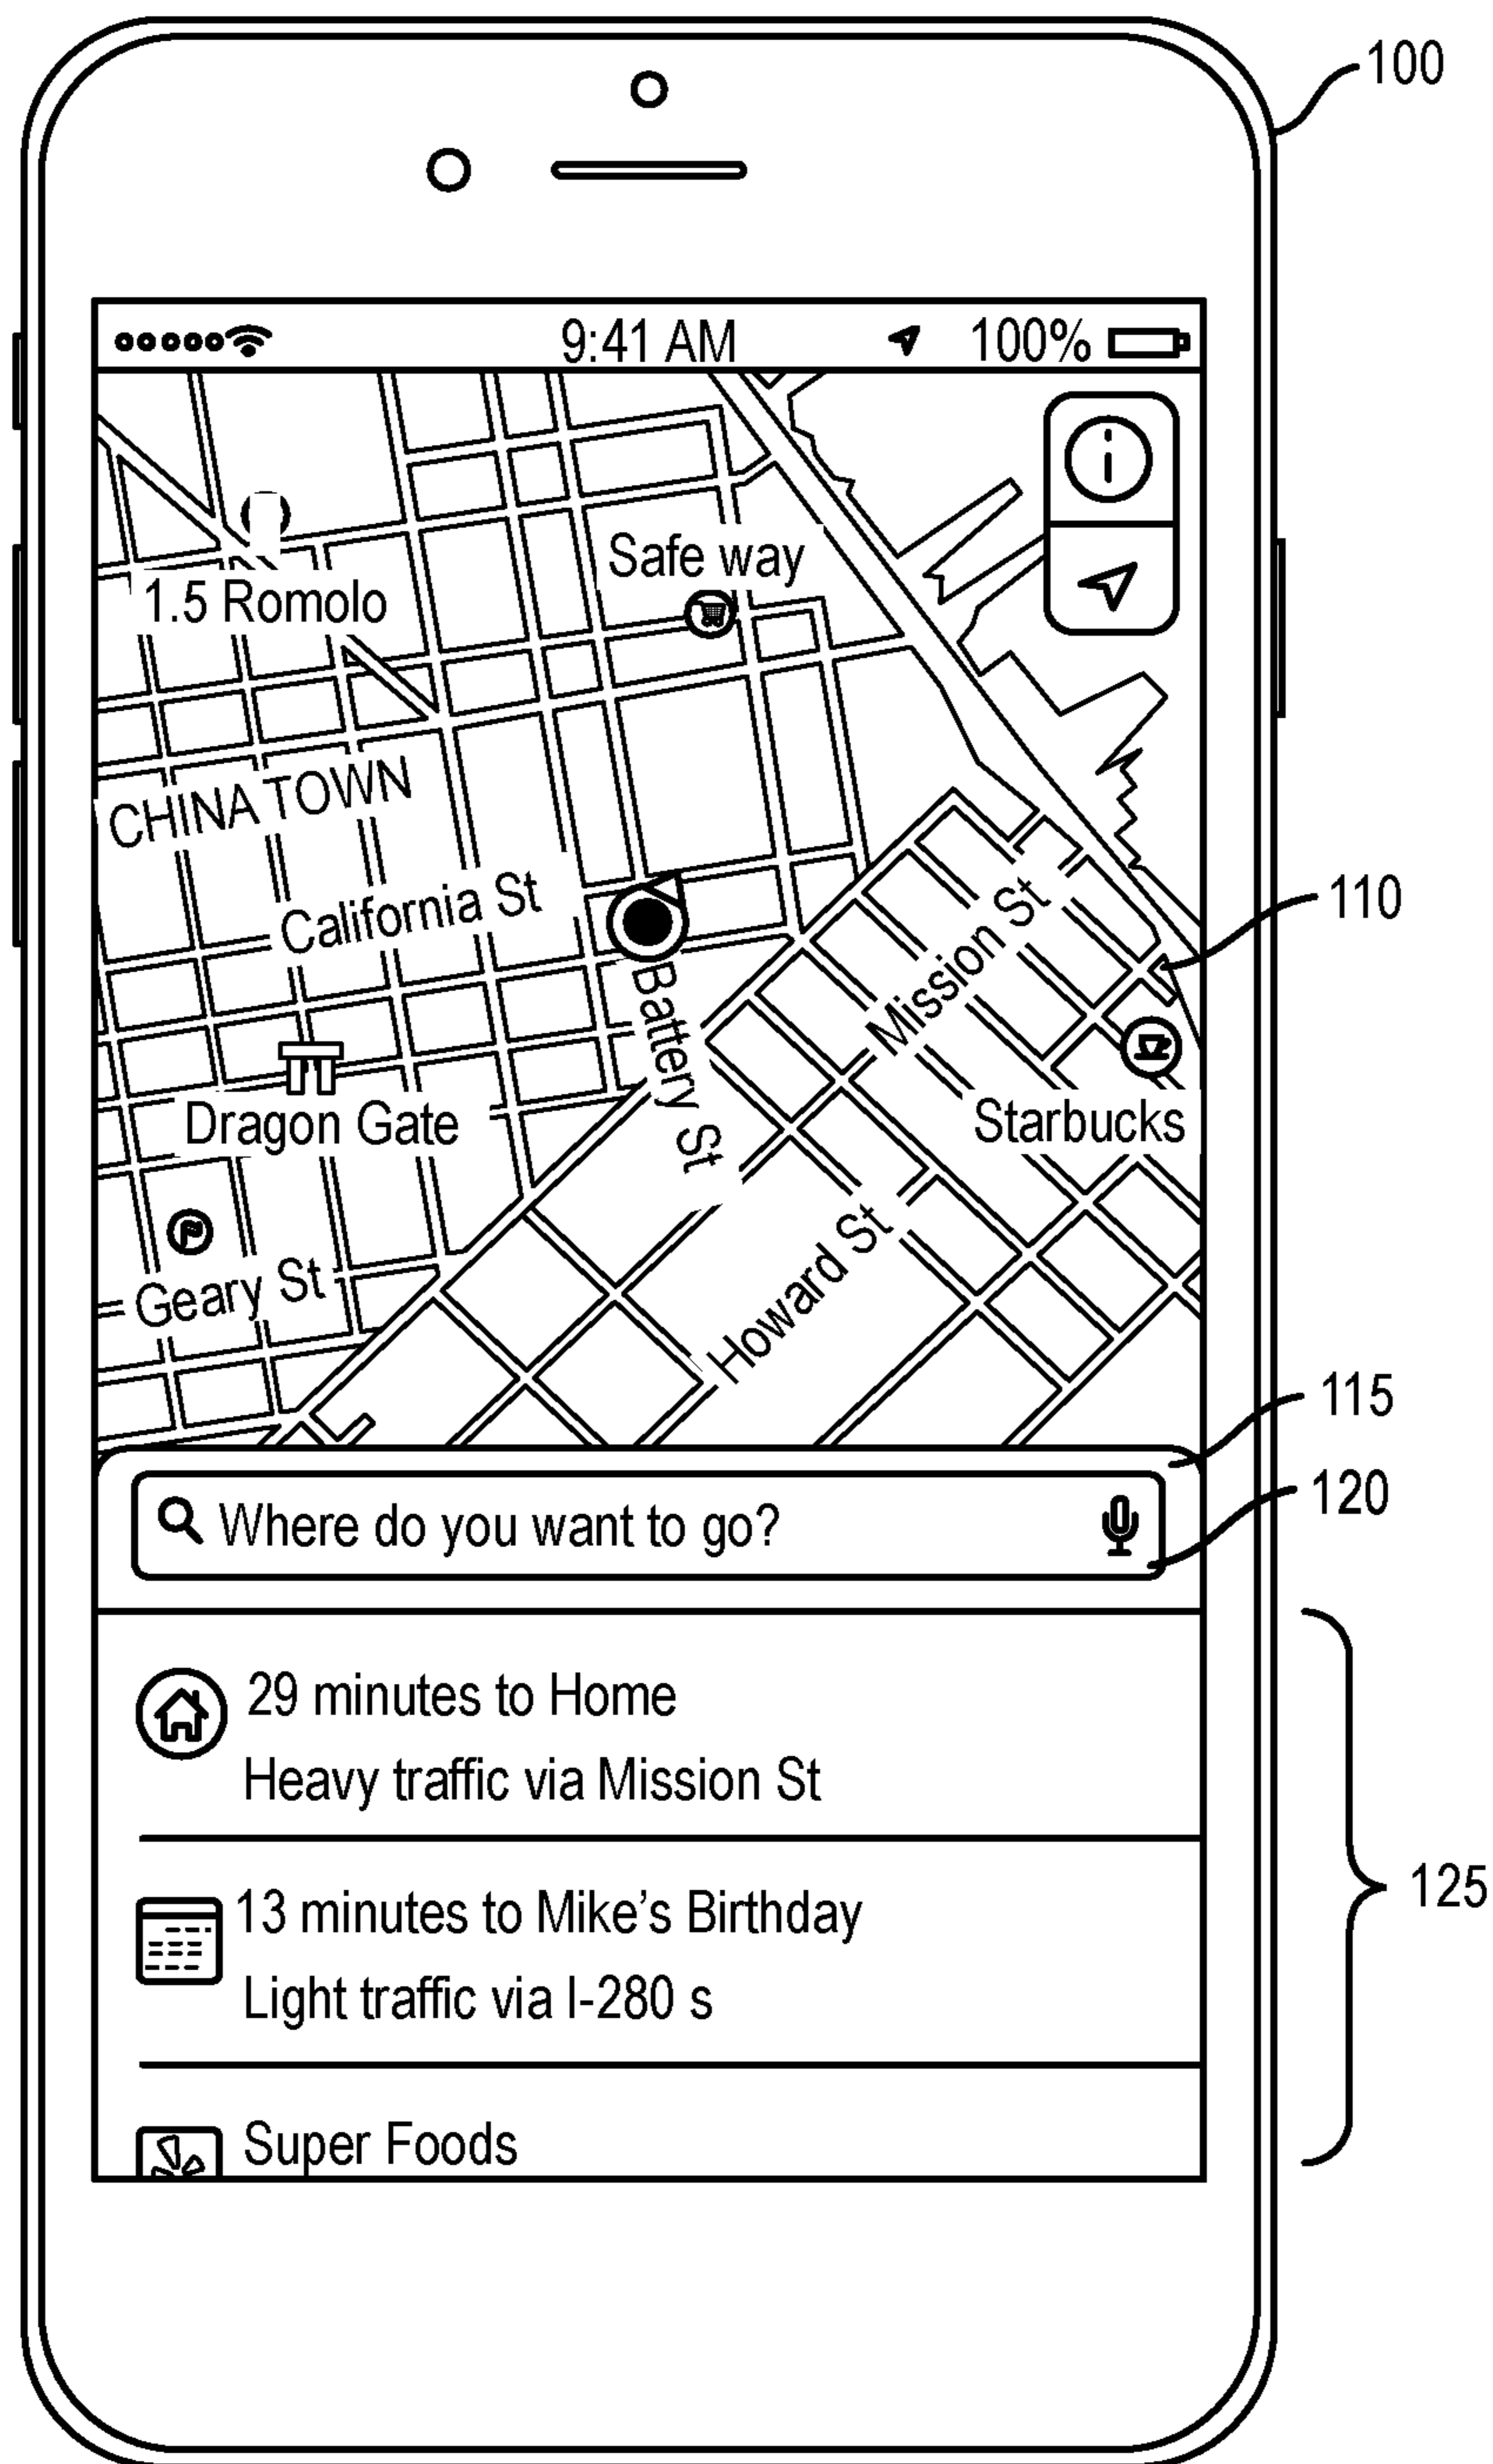 100
9:41 AM 100%
Safe way
1.5 Romolo
CHINA TOWN
California St
110
Mission St
Battery St
Dragon Gate
Starbucks
Geary St
Howard St
115
Where do you want to go?
120
29 minutes to Home
Heavy traffic via Mission St
13 minutes to Mike's Birthday
125
Light traffic via I-280 s
Super Foods